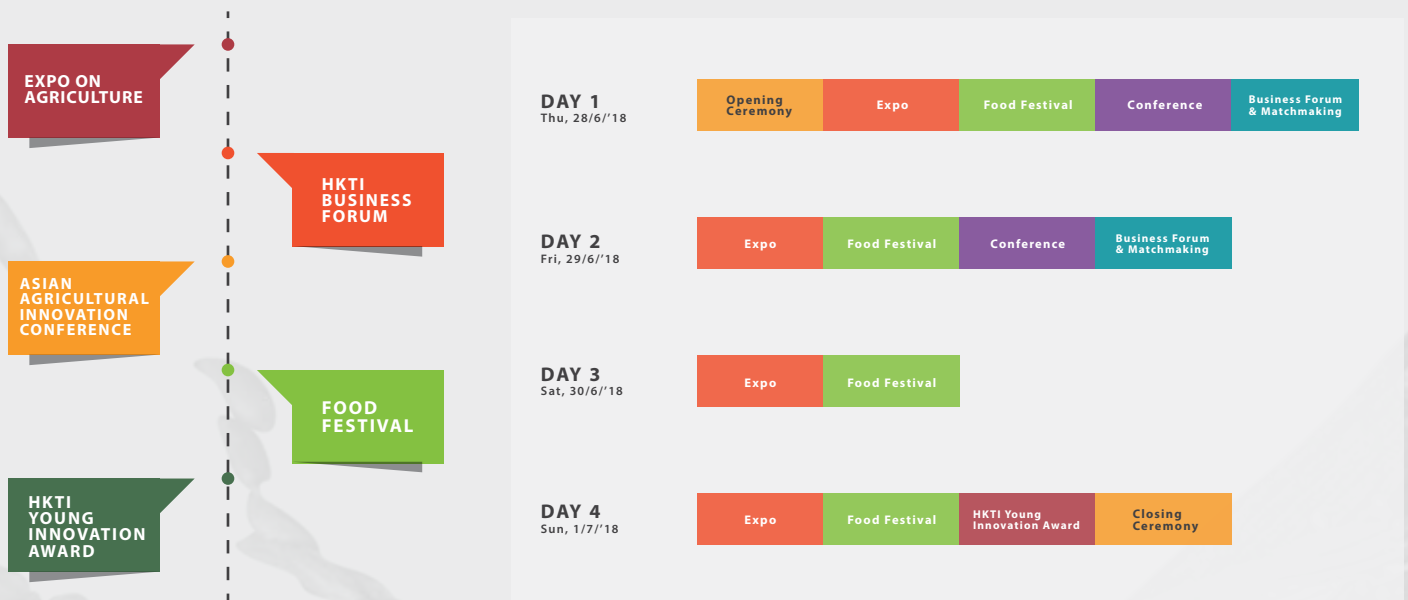 EXPO ON
AGRICULTURE
HKTI
BUSINESS
FORUM
ASIAN
AGRICULTURAL
INNOVATION
CONFERENCE
FOOD
FESTIVAL
HKTI
YOUNG
INNOVATION
AWARD
DAY 1
Thu, 28/6/'18
Opening
Ceremony
Expo
Food Festival
Conference
Business Forum
& Matchmaking
DAY 2
Fri, 29/6/'18
Expo
Food Festival
Conference
Business Forum
& Matchmaking
DAY 3
Sat, 30/6/'18
Expo
Food Festival
DAY 4
Sun, 1/7/'18
Expo
Food Festival
HKTI Young
Innovation Award
Closing
Ceremony